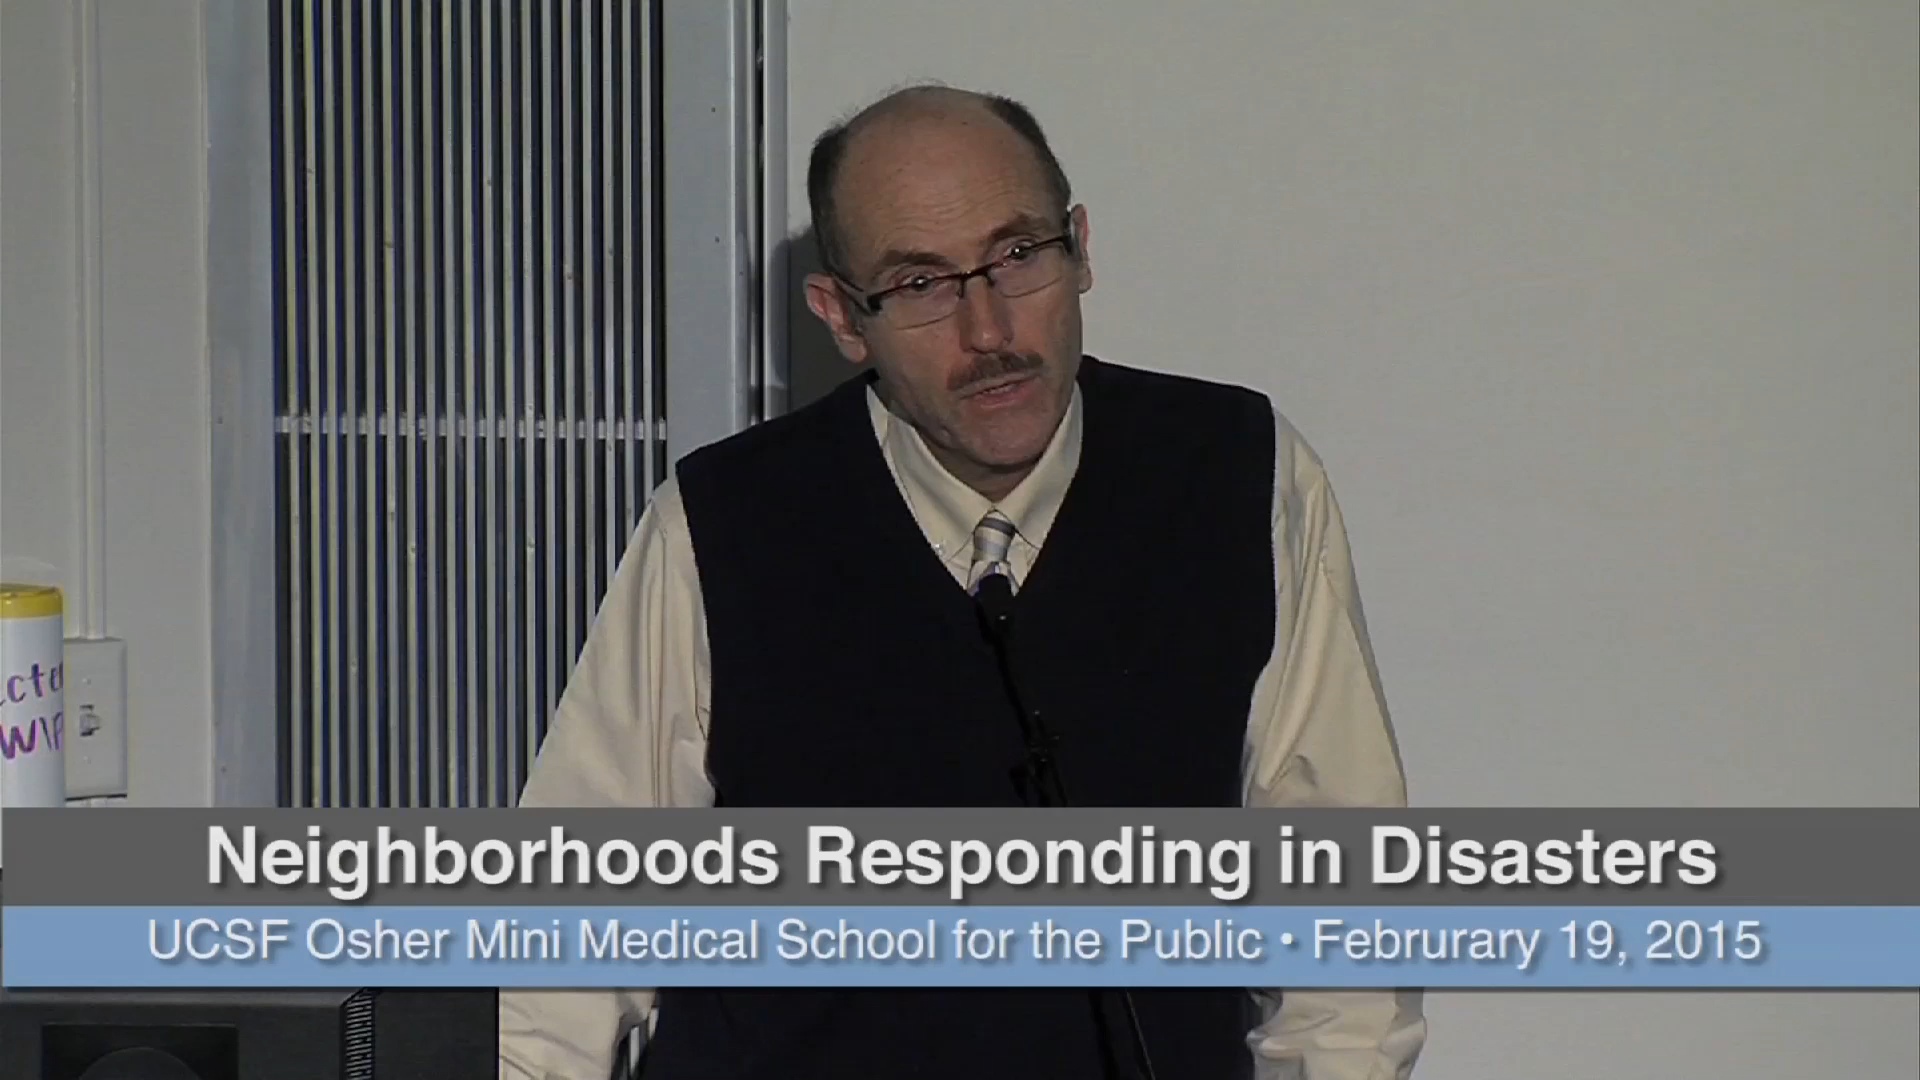 Neighborhoods Responding in Disasters
UCSF Osher Mini Medical School for the Public • Februrary 19, 2015